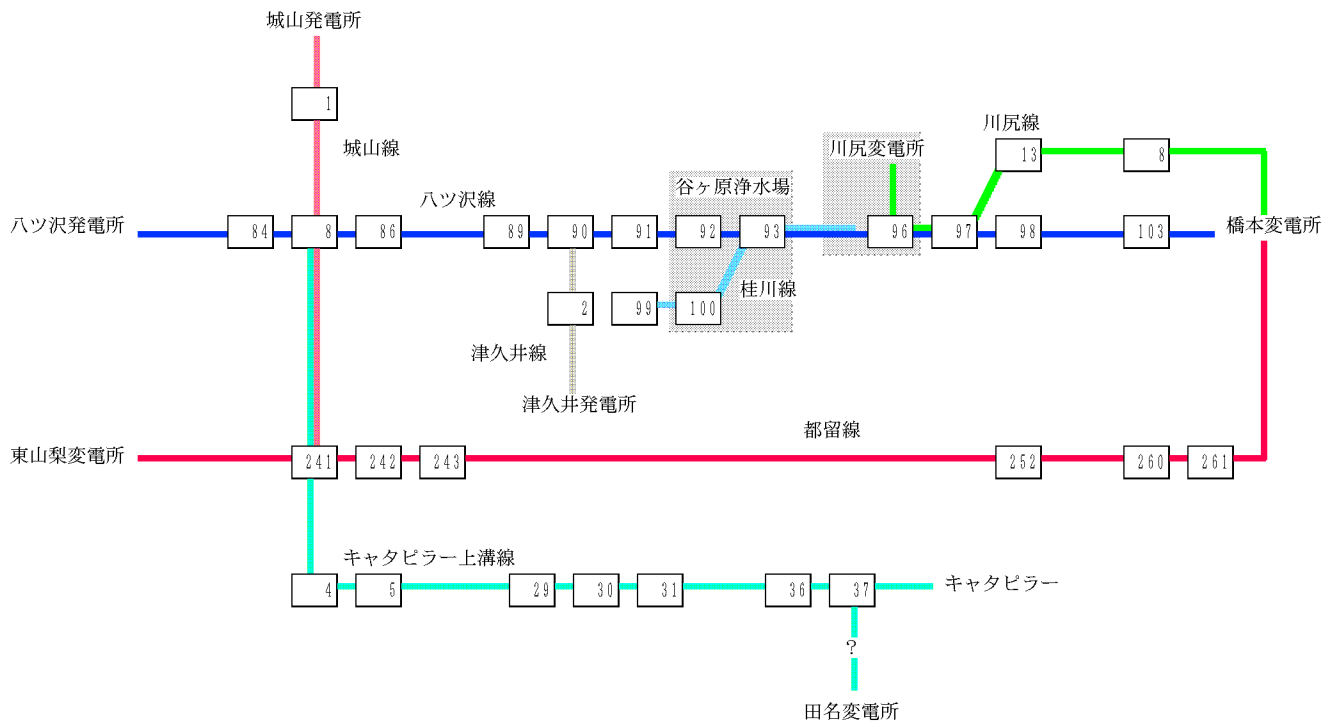 城山発電所
1
城山線
川尻線
13
8
川尻変電所
谷ヶ原浄水場
八ツ沢線
八ツ沢発電所
84
8
86
89
90
91
92
93
96
97
98
103
橋本変電所
桂川線
2
99
100
津久井線
津久井発電所
都留線
東山梨変電所
241
242
243
252
260
261
キャタピラー上溝線
4
5
29
30
31
36
37
キャタピラー
?
田名変電所